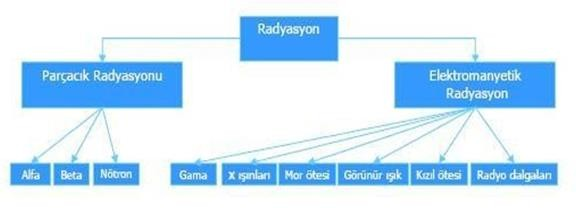 Radyasyon
Parçacık Radyasyonu
Elektromanyetik
Radyasyon
Alfa
Beta
Nötron
Gama
X ışınları
Mor ötesi
Görünür ışık
Kızıl ötesi
Radyo dalgaları